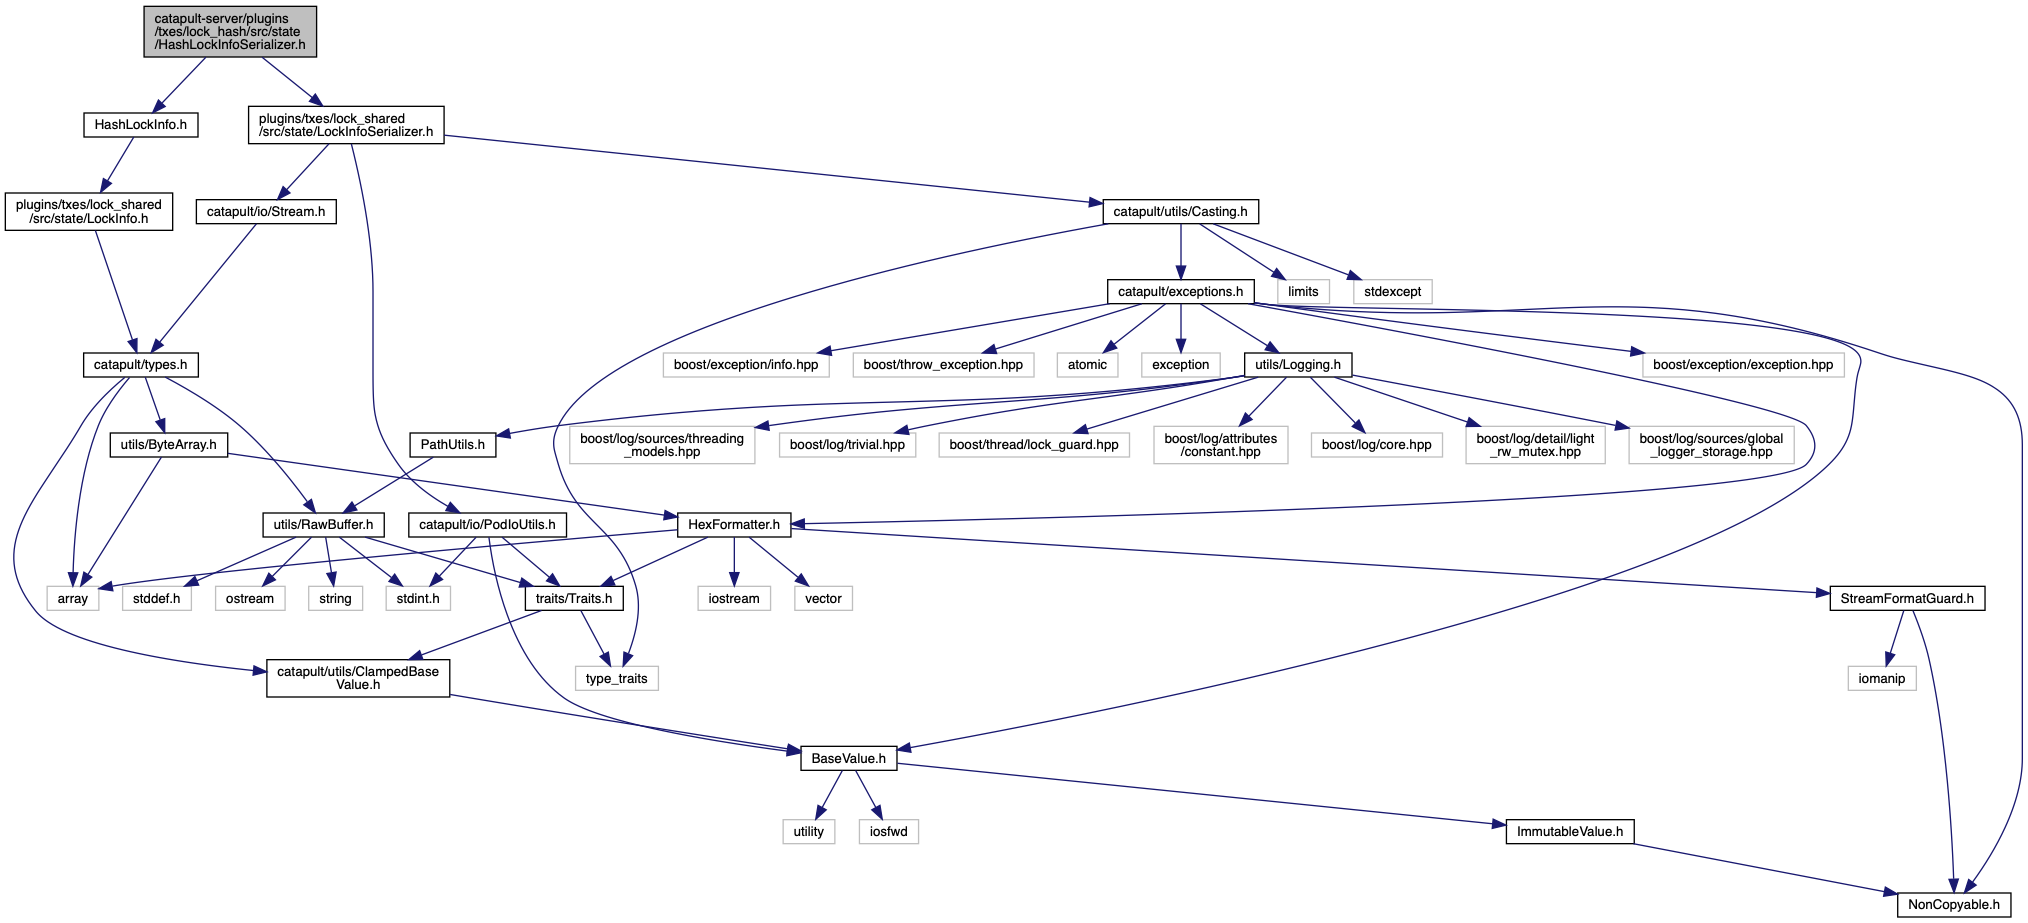 catapult-server/plugins
/txes/lock_hash/src/state
/HashLockInfoSerializer.h
HashLockInfo.h
plugins/txes/lock_shared
/src/state/LockInfoSerializer.h
plugins/txes/lock_shared
/src/state/LockInfo.h
catapult/io/Stream.h
catapult/utils/Casting.h
catapult/exceptions.h
limits
stdexcept
catapult/types.h
boost/exception/info.hpp
boost/throw_exception.hpp
atomic
exception
utils/Logging.h
boost/exception/exception.hpp
utils/ByteArray.h
PathUtils.h
boost/log/sources/threading
_models.hpp
boost/log/trivial.hpp
boost/thread/lock_guard.hpp
boost/log/attributes
/constant.hpp
boost/log/core.hpp
boost/log/detail/light
_rw_mutex.hpp
boost/log/sources/global
_logger_storage.hpp
utils/RawBuffer.h
catapult/io/PodIoUtils.h
HexFormatter.h
array
stddef.h
ostream
string
stdint.h
traits/Traits.h
iostream
vector
StreamFormatGuard.h
catapult/utils/ClampedBase
Value.h
type_traits
iomanip
BaseValue.h
utility
iosfwd
ImmutableValue.h
NonCopyable.h